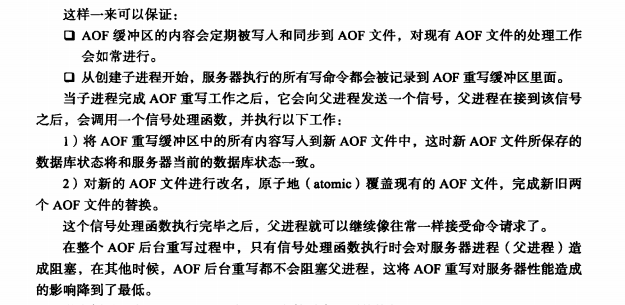 这样一来可以保证：
❑ AOF 缓冲区的内容会定期被写入和同步到 AOF 文件，对现有 AOF 文件的处理工作
会如常进行。
❑ 从创建子进程开始，服务器执行的所有写命令都会被记录到 AOF 重写缓冲区里面。
当子进程完成 AOF 重写工作之后，它会向父进程发送一个信号，父进程在接到该信号
之后，会调用一个信号处理函数，并执行以下工作：
1）将 AOF 重写缓冲区中的所有内容写入到新 AOF 文件中，这时新 AOF 文件所保存的
数据库状态将和服务器当前的数据库状态一致。
2）对新的 AOF 文件进行改名，原子地（atomic）覆盖现有的 AOF 文件，完成新旧两
个 AOF 文件的替换。
这个信号处理函数执行完毕之后，父进程就可以继续像往常一样接受命令请求了。
在整个 AOF 后台重写过程中，只有信号处理函数执行时会对服务器进程（父进程）造
成阻塞，在其他时候，AOF 后台重写都不会阻塞父进程，这将 AOF 重写对服务器性能造成
的影响降到了最低。